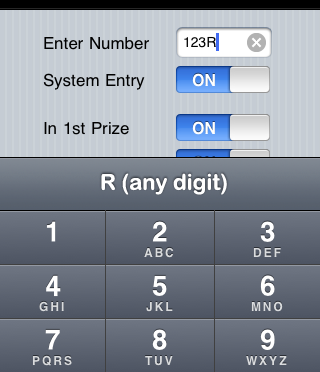 Enter Number 123R
System Entry ON
In 1st Prize ON
R (any digit)
1 2 3
ABC DEF
4 5 6
GHI JKL MNO
7 8 9
PQRS TUV WXYZ